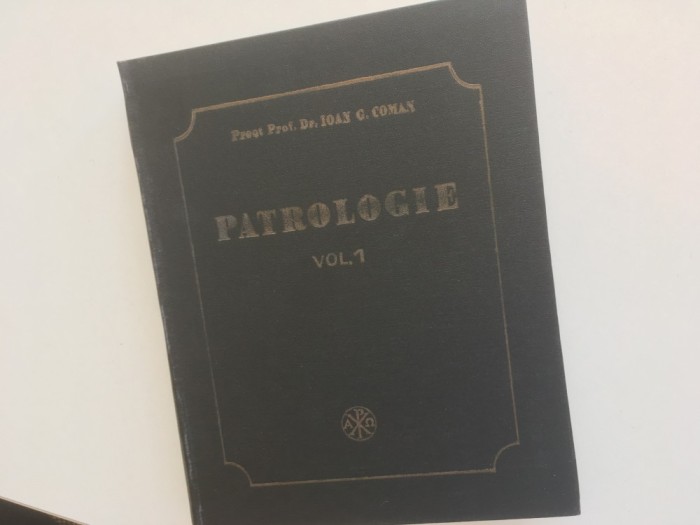 Preot Prof. Dr. IOAN G. COMAN
PATROLOGIE
VOL. 1
Α Ρ Ω